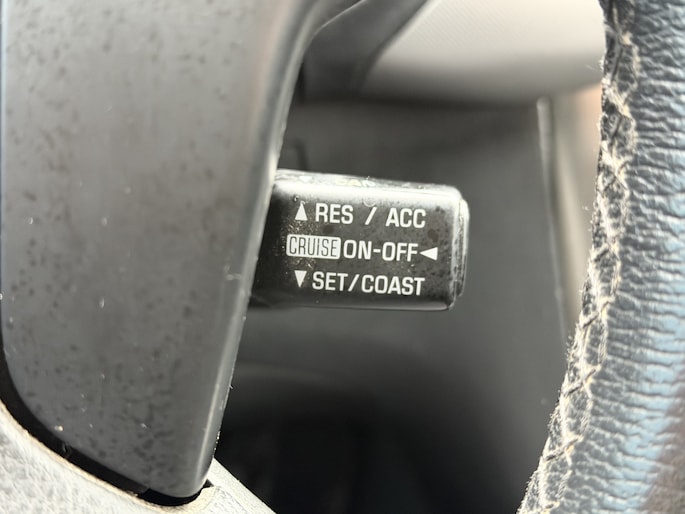 ▲ RES / ACC
CRUISE ON-OFF ◄
▼ SET/COAST